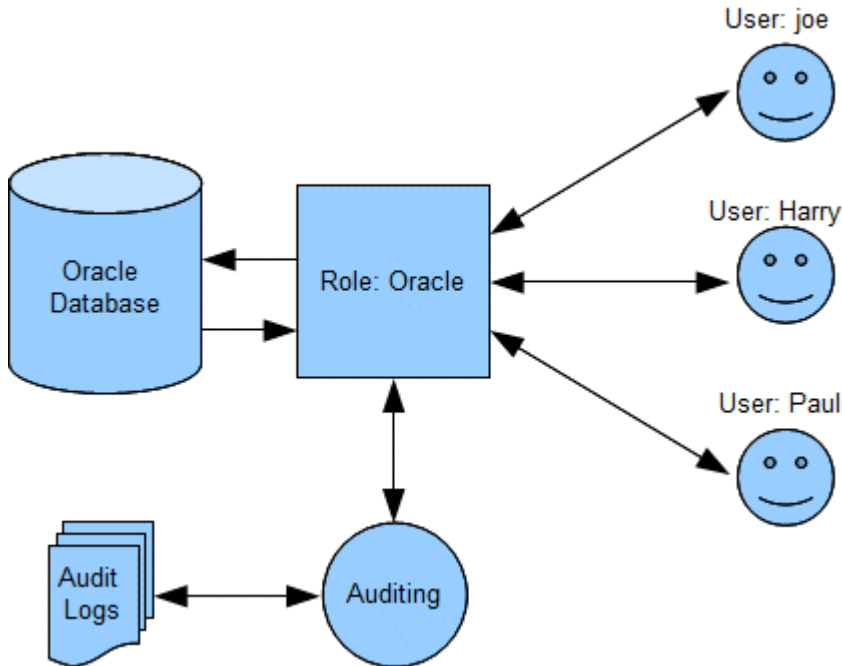 User: joe
User: Harry
Oracle
Database
Role: Oracle
User: Paul
Audit
Logs
Auditing